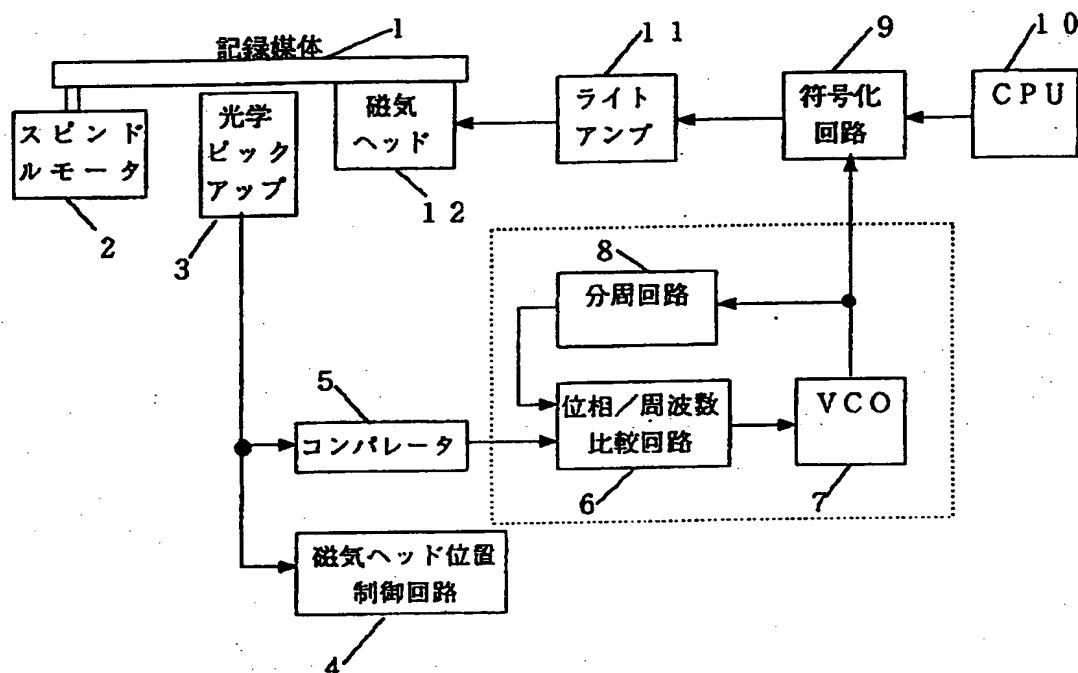 記録媒体
1
スピンド
ルモータ
2
光学
ピック
アップ
3
磁気
ヘッド
12
ライト
アンプ
11
符号化
回路
9
CPU
10
分周回路
8
位相/周波数
比較回路
6
VCO
7
コンパレータ
5
磁気ヘッド位置
制御回路
4